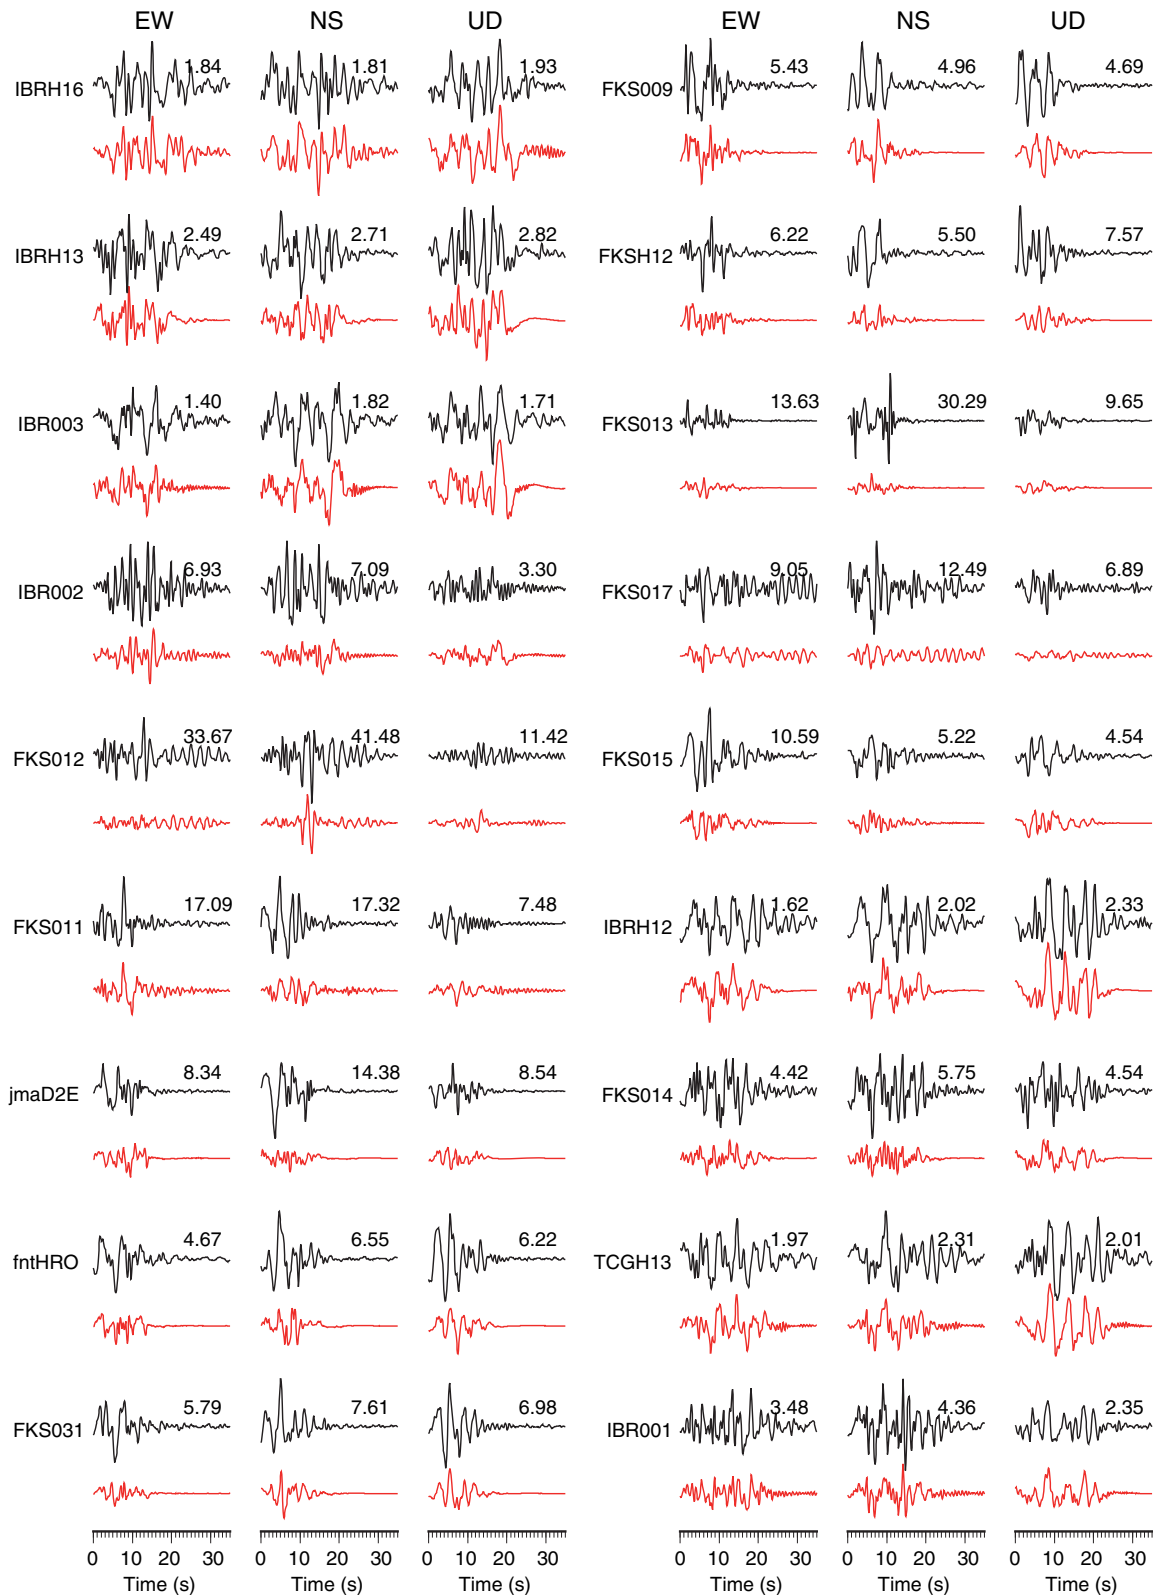 EW NS UD EW NS UD
IBRH16 1.84 1.81 1.93 FKS009 5.43 4.96 4.69
IBRH13 2.49 2.71 2.82 FKSH12 6.22 5.50 7.57
IBR003 1.40 1.82 1.71 FKS013 13.63 30.29 9.65
IBR002 6.93 7.09 3.30 FKS017 9.05 12.49 6.89
FKS012 33.67 41.48 11.42 FKS015 10.59 5.22 4.54
FKS011 17.09 17.32 7.48 IBRH12 1.62 2.02 2.33
jmaD2E 8.34 14.38 8.54 FKS014 4.42 5.75 4.54
fntHRO 4.67 6.55 6.22 TCGH13 1.97 2.31 2.01
FKS031 5.79 7.61 6.98 IBR001 3.48 4.36 2.35
0 10 20 30 0 10 20 30 0 10 20 30 0 10 20 30 0 10 20 30 0 10 20 30
Time (s) Time (s) Time (s) Time (s) Time (s) Time (s)